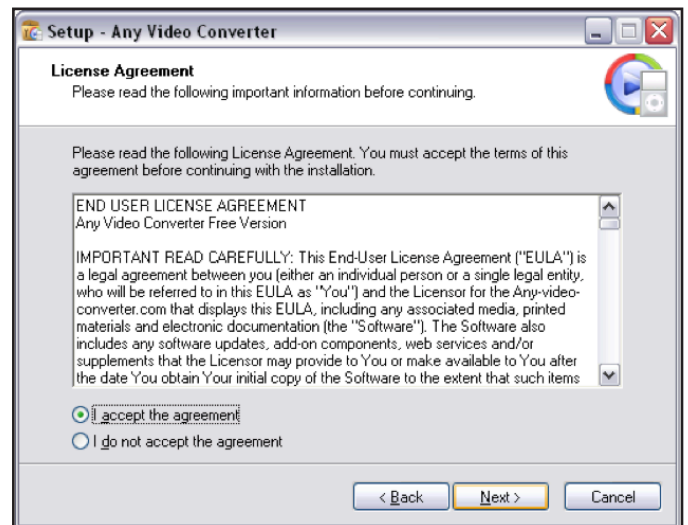 Setup - Any Video Converter
License Agreement
Please read the following important information before continuing.
Please read the following License Agreement. You must accept the terms of this
agreement before continuing with the installation.
END USER LICENSE AGREEMENT
Any Video Converter Free Version
IMPORTANT READ CAREFULLY: This End-User License Agreement ("EULA") is
a legal agreement between you (either an individual person or a single legal entity,
who will be referred to in this EULA as "You") and the Licensor for the Any-video-
converter.com that displays this EULA, including any associated media, printed
materials and electronic documentation (the "Software"). The Software also
includes any software updates, add-on components, web services and/or
supplements that the Licensor may provide to You or make available to You after
the date You obtain Your initial copy of the Software to the extent that such items
I accept the agreement
I do not accept the agreement
< Back Next > Cancel